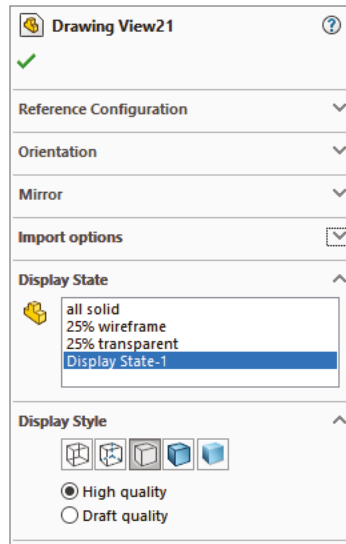 Drawing View21
?
Reference Configuration
Orientation
Mirror
Import options
Display State
all solid
25% wireframe
25% transparent
Display State-1
Display Style
High quality
Draft quality